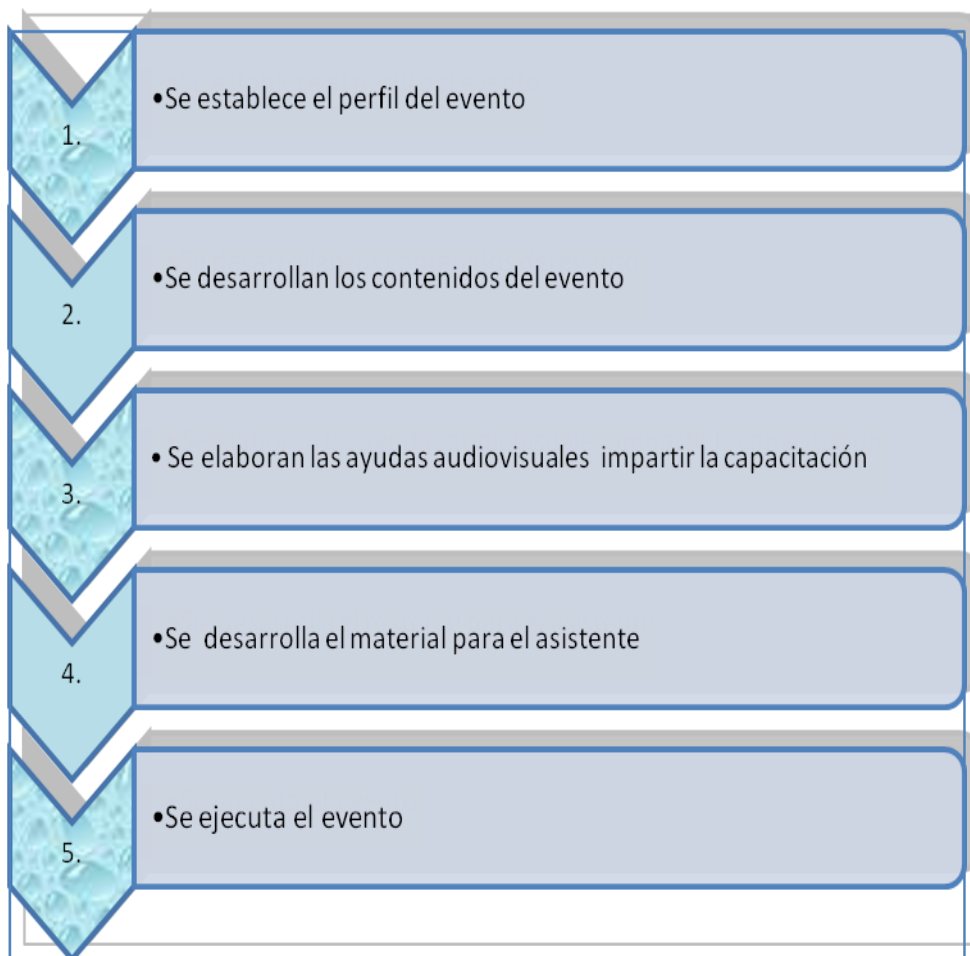 1.
•Se establece el perfil del evento
2.
•Se desarrollan los contenidos del evento
3.
• Se elaboran las ayudas audiovisuales impartir la capacitación
4.
•Se desarrolla el material para el asistente
5.
•Se ejecuta el evento